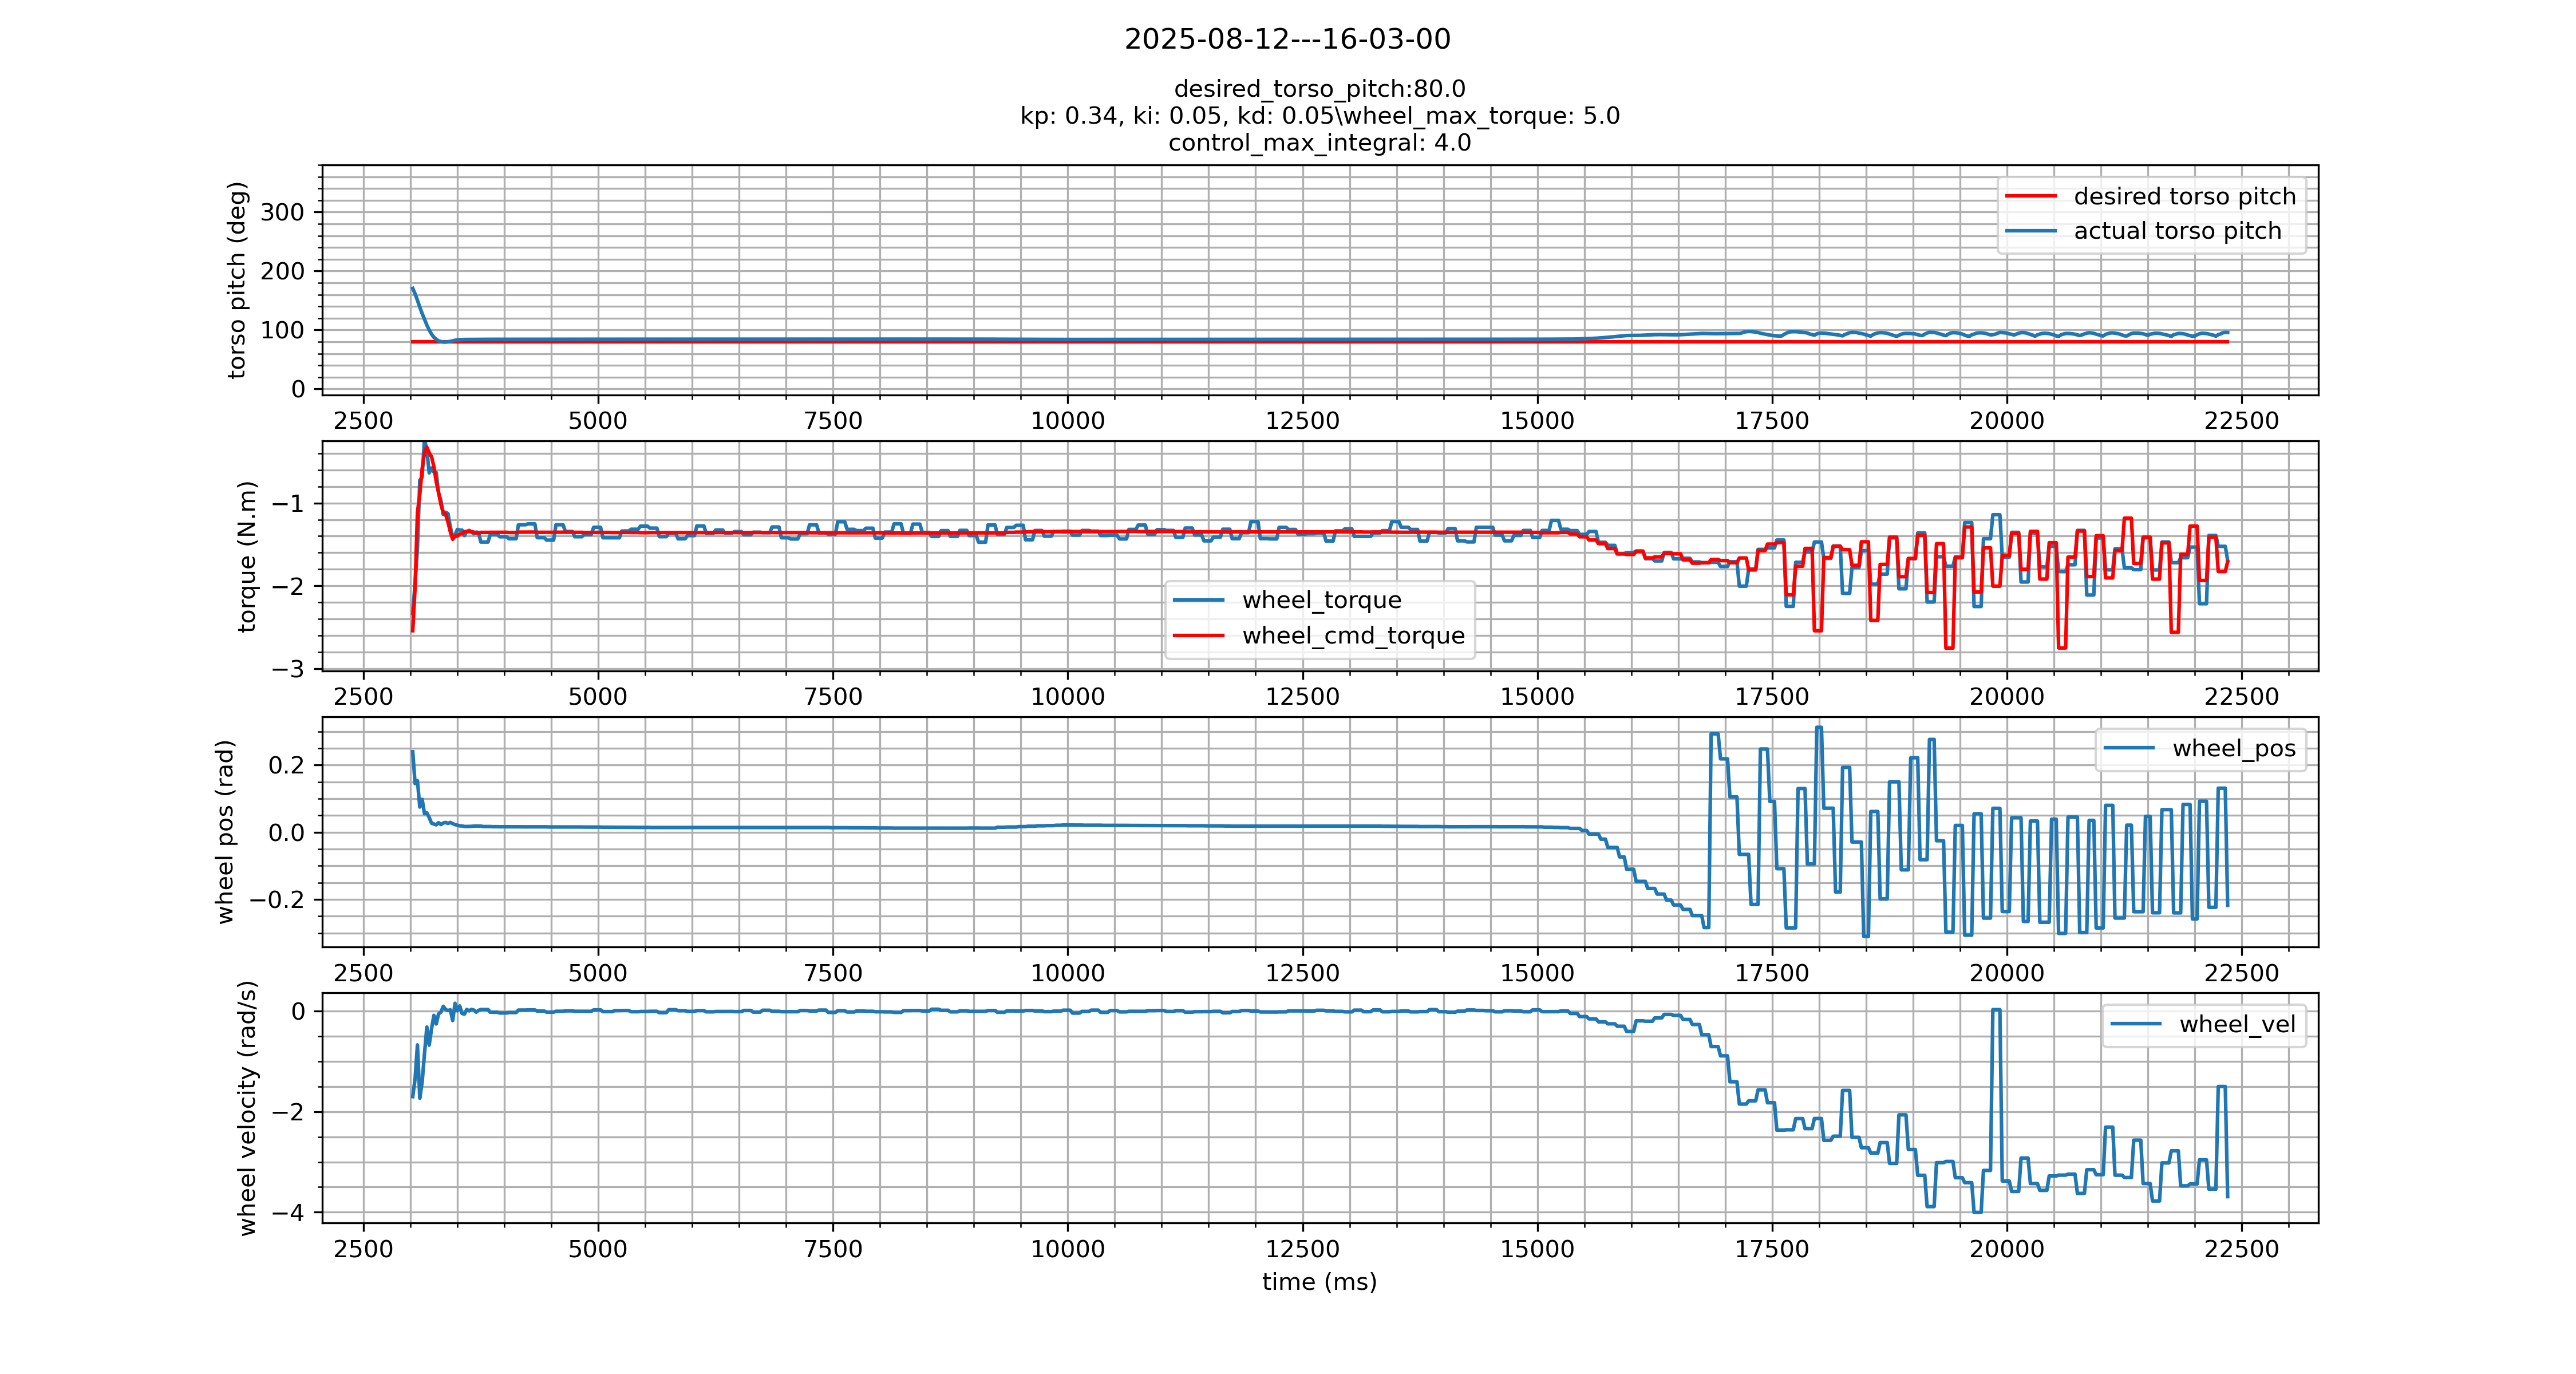 2025-08-12---16-03-00
desired_torso_pitch:80.0
kp: 0.34, ki: 0.05, kd: 0.05\wheel_max_torque: 5.0
control_max_integral: 4.0
torso pitch (deg)
300
200
100
0
desired torso pitch
actual torso pitch
2500 5000 7500 10000 12500 15000 17500 20000 22500
torque (N.m)
−1
−2
−3
wheel_torque
wheel_cmd_torque
2500 5000 7500 10000 12500 15000 17500 20000 22500
wheel pos (rad)
0.2
0.0
−0.2
wheel_pos
2500 5000 7500 10000 12500 15000 17500 20000 22500
wheel velocity (rad/s)
0
−2
−4
wheel_vel
2500 5000 7500 10000 12500 15000 17500 20000 22500
time (ms)